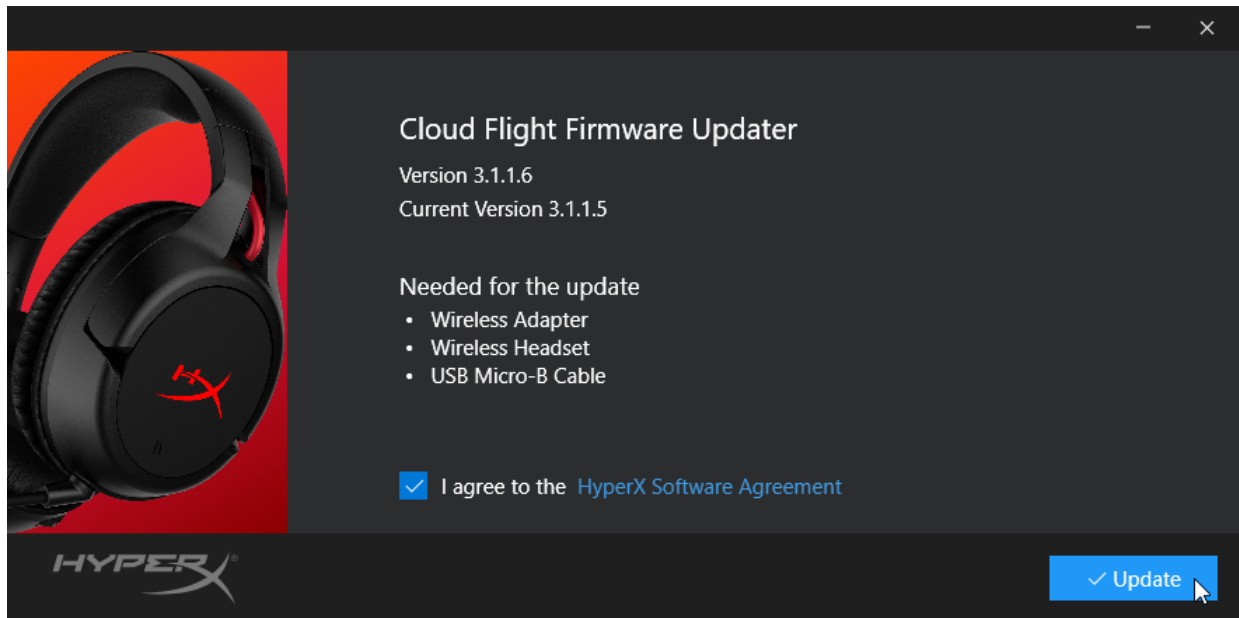 Cloud Flight Firmware Updater
Version 3.1.1.6
Current Version 3.1.1.5
Needed for the update
• Wireless Adapter
• Wireless Headset
• USB Micro-B Cable
I agree to the HyperX Software Agreement
HYPERX®
Update